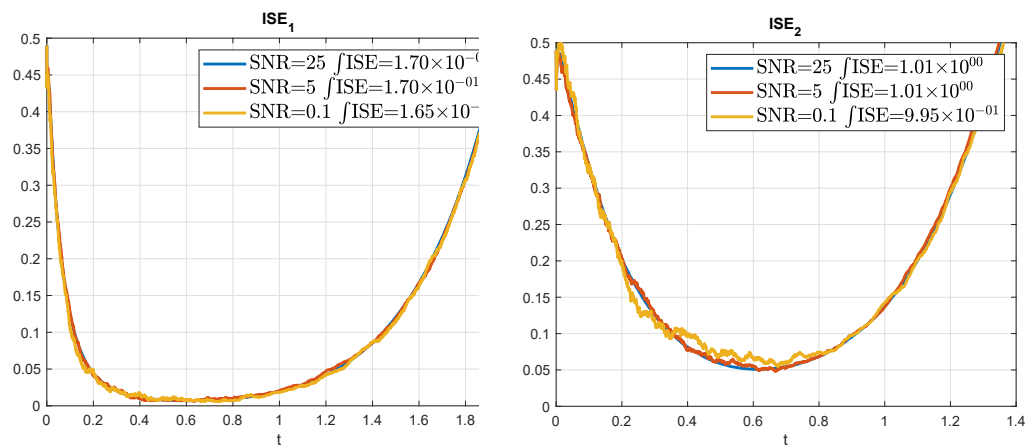 ISE1
0.5
0.45
0.4
0.35
0.3
0.25
0.2
0.15
0.1
0.05
0
0 0.2 0.4 0.6 0.8 1 1.2 1.4 1.6 1.8
t
SNR=25 ∫ISE=1.70×10
SNR=5 ∫ISE=1.70×10⁻⁰¹
SNR=0.1 ∫ISE=1.65×10⁻
ISE2
0.5
0.45
0.4
0.35
0.3
0.25
0.2
0.15
0.1
0.05
0
0 0.2 0.4 0.6 0.8 1 1.2 1.4
t
SNR=25 ∫ISE=1.01×10⁰⁰
SNR=5 ∫ISE=1.01×10⁰⁰
SNR=0.1 ∫ISE=9.95×10⁻⁰¹